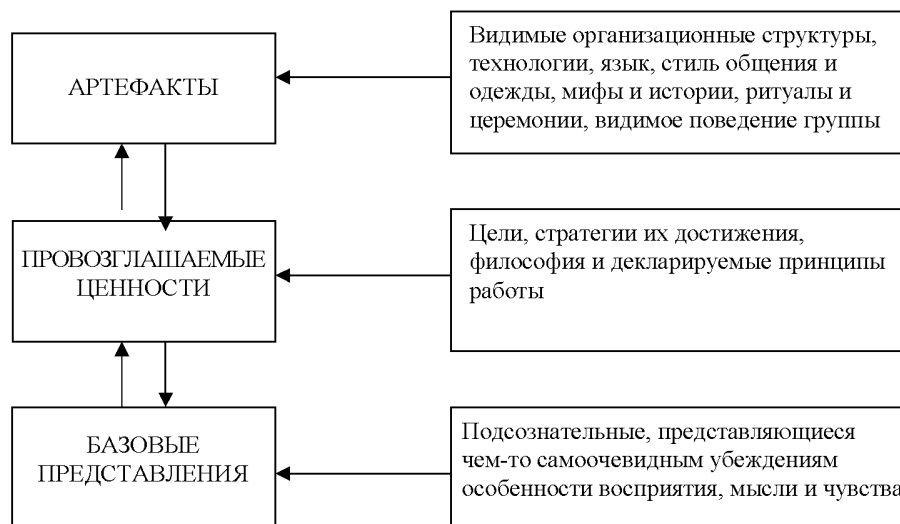 АРТЕФАКТЫ
Видимые организационные структуры,
технологии, язык, стиль общения и
одежды, мифы и истории, ритуалы и
церемонии, видимое поведение группы
ПРОВОЗГЛАШАЕМЫЕ
ЦЕННОСТИ
Цели, стратегии их достижения,
философия и декларируемые принципы
работы
БАЗОВЫЕ
ПРЕДСТАВЛЕНИЯ
Подсознательные, представляющиеся
чем-то самоочевидным убеждениям
особенности восприятия, мысли и чувства